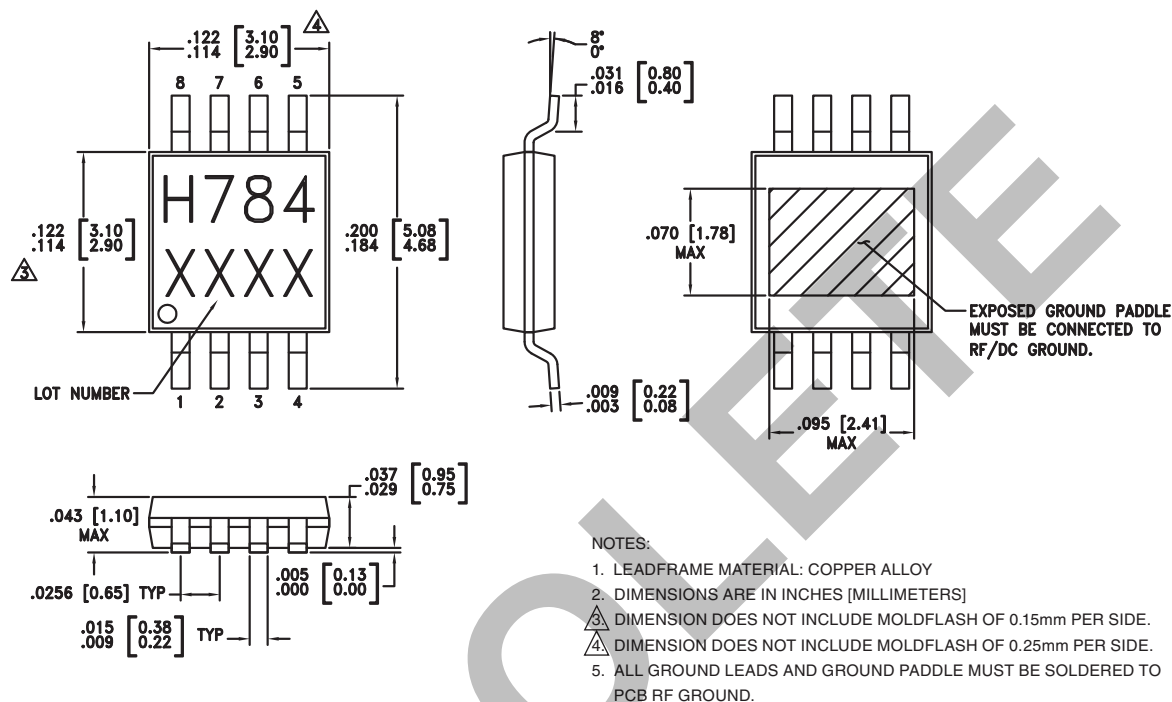 .122 [3.10]
.114 [2.90]
4
8 7 6 5
H784
XXXX
.122 [3.10]
.114 [2.90]
3
.200 [5.08]
.184 [4.68]
LOT NUMBER
1 2 3 4
8°
0°
.031 [0.80]
.016 [0.40]
.009 [0.22]
.003 [0.08]
.070 [1.78]
MAX
EXPOSED GROUND PADDLE
MUST BE CONNECTED TO
RF/DC GROUND.
.095 [2.41]
MAX
.043 [1.10]
MAX
.037 [0.95]
.029 [0.75]
.005 [0.13]
.000 [0.00]
.0256 [0.65] TYP
.015 [0.38]
.009 [0.22]
TYP
NOTES:
1. LEADFRAME MATERIAL: COPPER ALLOY
2. DIMENSIONS ARE IN INCHES [MILLIMETERS]
3. DIMENSION DOES NOT INCLUDE MOLDFLASH OF 0.15mm PER SIDE.
4. DIMENSION DOES NOT INCLUDE MOLDFLASH OF 0.25mm PER SIDE.
5. ALL GROUND LEADS AND GROUND PADDLE MUST BE SOLDERED TO
PCB RF GROUND.
OLETE